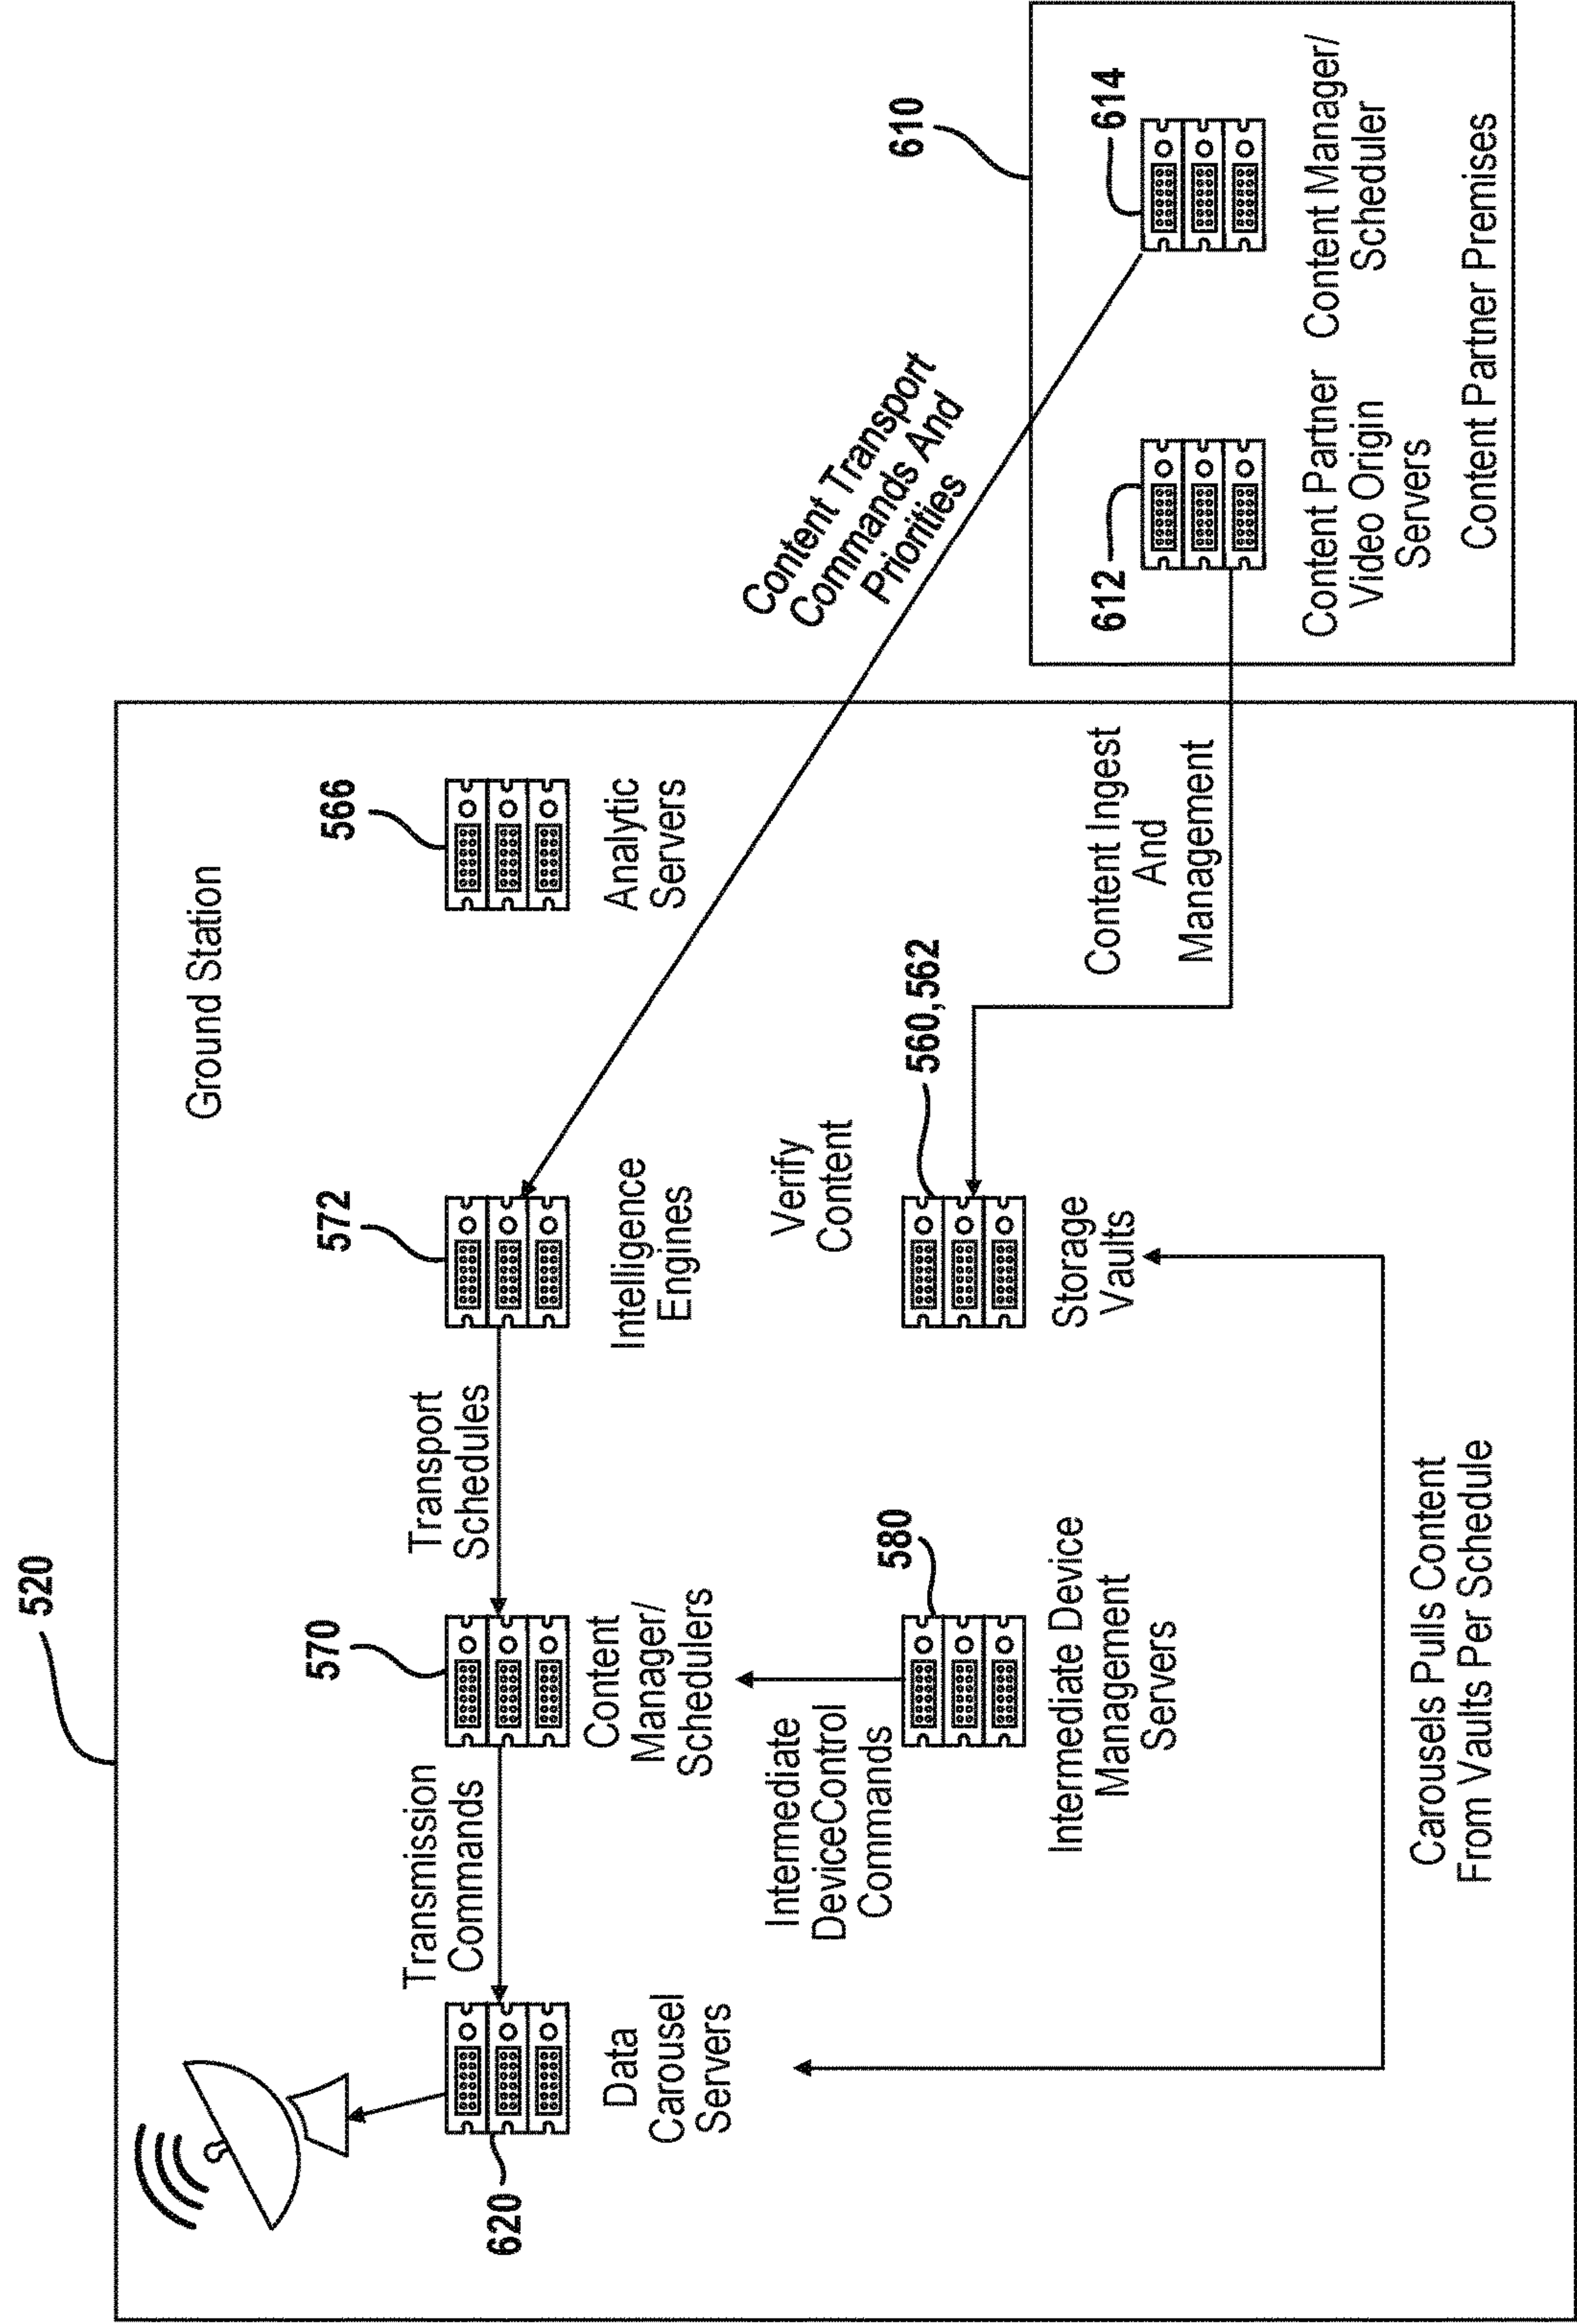 520
Ground Station
620
Data
Carousel
Servers
Transmission
Commands
570
Content
Manager/
Schedulers
Transport
Schedules
572
Intelligence
Engines
566
Analytic
Servers
Content Transport
Commands And
Priorities
Intermediate
DeviceControl
Commands
580
Intermediate Device
Management
Servers
Verify
Content
560,562
Storage
Vaults
Content Ingest
And
Management
Carousels Pulls Content
From Vaults Per Schedule
610
612
Content Partner
Video Origin
Servers
614
Content Manager/
Scheduler
Content Partner Premises